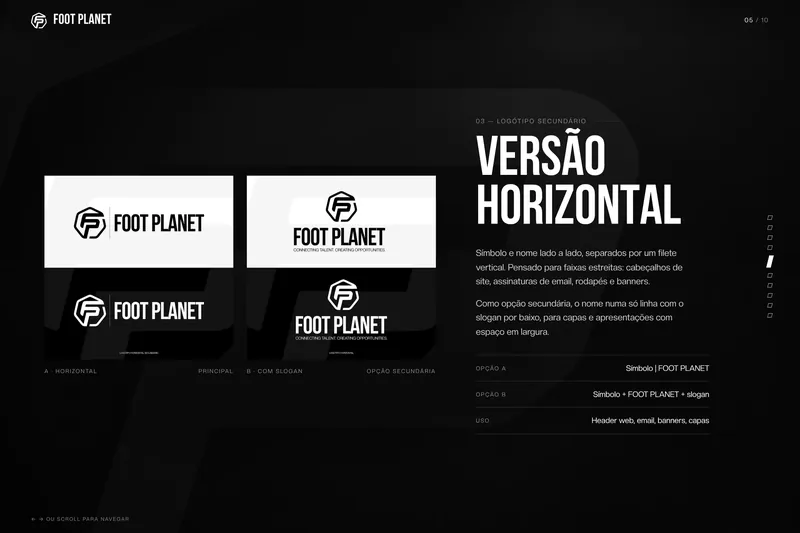 FOOT PLANET
05 / 10
03 — LOGÓTIPO SECUNDÁRIO
VERSÃO
HORIZONTAL
Símbolo e nome lado a lado, separados por um filete
vertical. Pensado para faixas estreitas: cabeçalhos de
site, assinaturas de email, rodapés e banners.
Como opção secundária, o nome numa só linha com o
slogan por baixo, para capas e apresentações com
espaço em largura.
OPÇÃO A Símbolo | FOOT PLANET
OPÇÃO B Símbolo + FOOT PLANET + slogan
USO Header web, email, banners, capas
FOOT PLANET
FOOT PLANET
CONNECTING TALENT. CREATING OPPORTUNITIES.
FOOT PLANET
FOOT PLANET
CONNECTING TALENT. CREATING OPPORTUNITIES.
A · HORIZONTAL PRINCIPAL
B · COM SLOGAN OPÇÃO SECUNDÁRIA
← → OU SCROLL PARA NAVEGAR